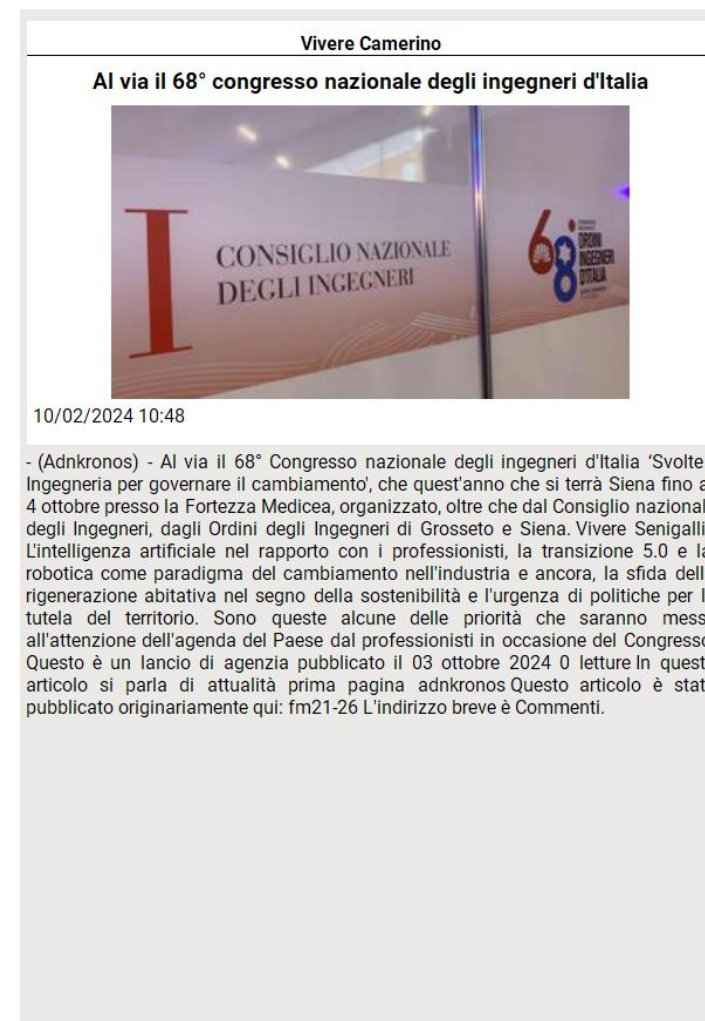 Vivere Camerino
Al via il 68° congresso nazionale degli ingegneri d'Italia
I
CONSIGLIO NAZIONALE
DEGLI INGEGNERI
68°
ORDINI
INGEGNERI
D'ITALIA
10/02/2024 10:48
- (Adnkronos) - Al via il 68° Congresso nazionale degli ingegneri d'Italia ‘Svolte
Ingegneria per governare il cambiamento', che quest'anno che si terrà Siena fino a
4 ottobre presso la Fortezza Medicea, organizzato, oltre che dal Consiglio nazional
degli Ingegneri, dagli Ordini degli Ingegneri di Grosseto e Siena. Vivere Senigalli
L'intelligenza artificiale nel rapporto con i professionisti, la transizione 5.0 e la
robotica come paradigma del cambiamento nell'industria e ancora, la sfida dell
rigenerazione abitativa nel segno della sostenibilità e l'urgenza di politiche per l
tutela del territorio. Sono queste alcune delle priorità che saranno mess
all'attenzione dell'agenda del Paese dal professionisti in occasione del Congresso
Questo è un lancio di agenzia pubblicato il 03 ottobre 2024 0 letture In quest
articolo si parla di attualità prima pagina adnkronos Questo articolo è stat
pubblicato originariamente qui: fm21-26 L'indirizzo breve è Commenti.